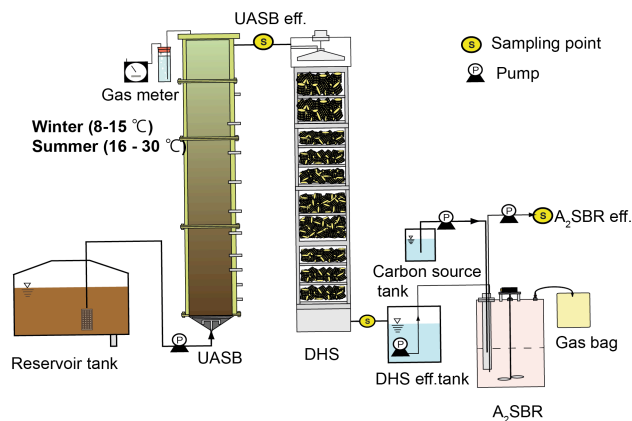 UASB eff.
S
S Sampling point
P Pump
Gas meter
Winter (8-15 ℃)
Summer (16 - 30 ℃)
P
P
S A₂SBR eff.
Carbon source
tank
S
P
P
Reservoir tank
UASB
DHS
DHS eff.tank
Gas bag
A₂SBR